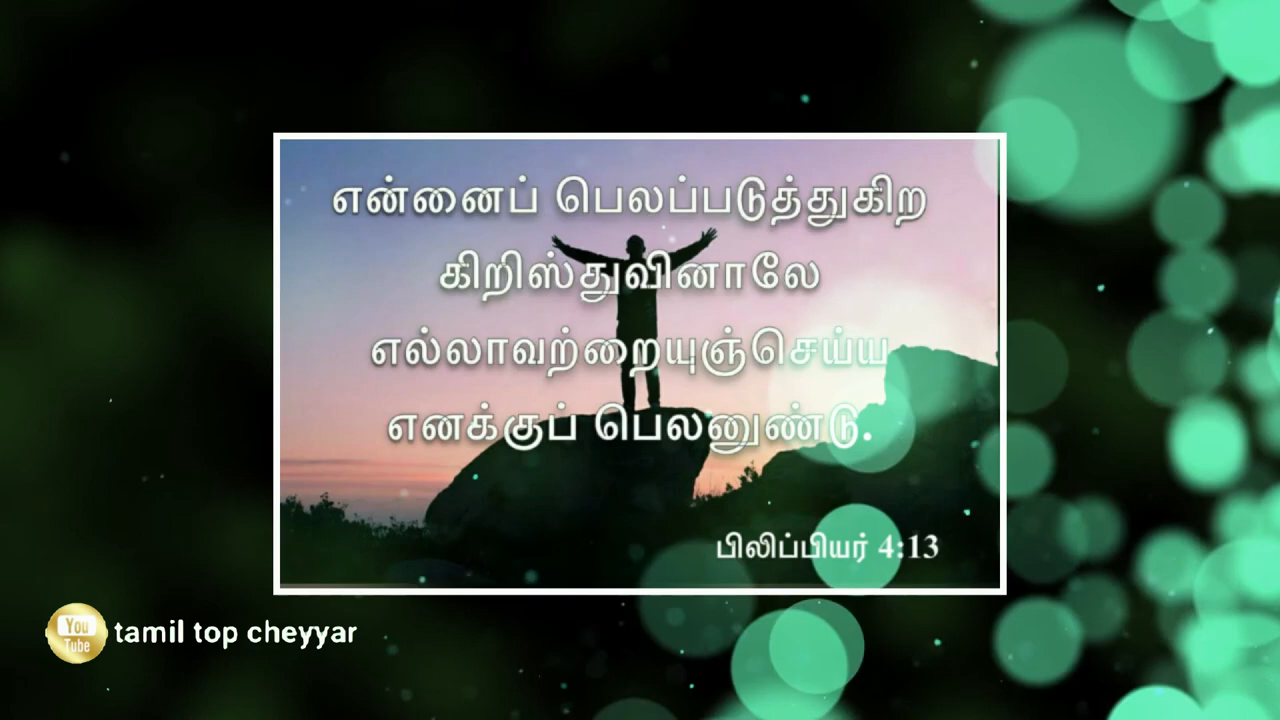 என்னைப் பெலப்படுத்துகிற
கிறிஸ்துவினாலே
எல்லாவற்றையுஞ்செய்ய
எனக்குப் பெலனுண்டு.
பிலிப்பியர் 4:13
You
Tube
tamil top cheyyar